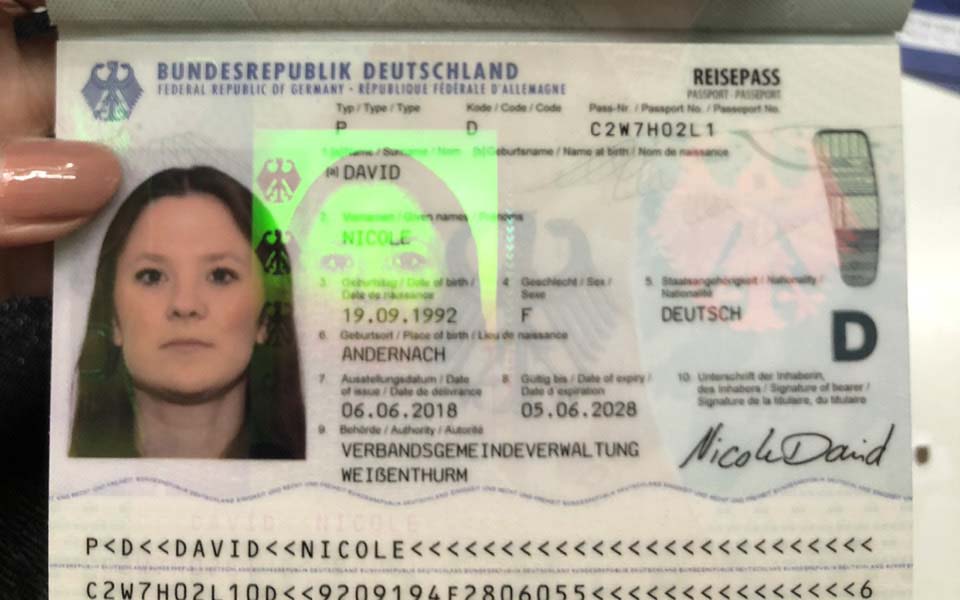 BUNDESREPUBLIK DEUTSCHLAND
FEDERAL REPUBLIC OF GERMANY · RÉPUBLIQUE FÉDÉRALE D'ALLEMAGNE
REISEPASS
PASSPORT · PASSEPORT
Typ / Type / Type Kode / Code / Code Pass-Nr. / Passport No. / Passeport No.
P D C2W7H02L1
Name / Surname / Nom Geburtsname / Name at birth / Nom de naissance
[a] DAVID
2. Vornamen / Given names / Prénoms
NICOLE
3. Geburtstag / Date of birth / Date de naissance
4. Geschlecht / Sex / Sexe
5. Staatsangehörigkeit / Nationality / Nationalité
19.09.1992 F DEUTSCH
D
6. Geburtsort / Place of birth / Lieu de naissance
ANDERNACH
7. Ausstellungsdatum / Date of issue / Date de délivrance
8. Gültig bis / Date of expiry / Date d'expiration
10. Unterschrift der Inhaberin, des Inhabers / Signature of bearer / Signature de la titulaire, du titulaire
06.06.2018 05.06.2028
9. Behörde / Authority / Autorité
VERBANDSGEMEINDEVERWALTUNG
WEIßENTHURM
Nicole David
DAVID NICOLE
P<D<<DAVID<<NICOLE<<<<<<<<<<<<<<<<<<<<<<<<<<
C2W7H02L10D<<9209194F2806055<<<<<<<<<<<<<<<6